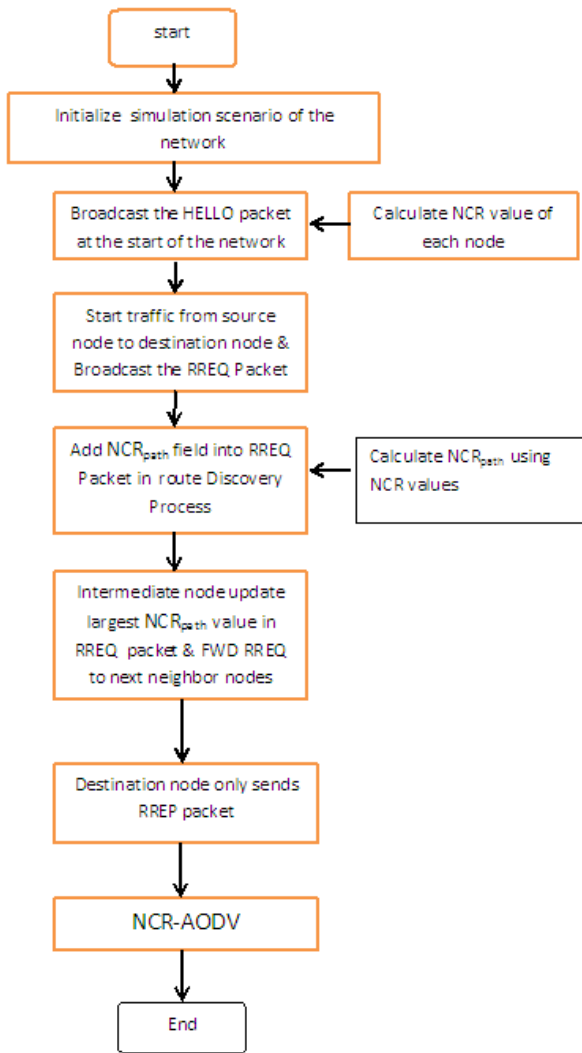 start
Initialize simulation scenario of the
network
Broadcast the HELLO packet
at the start of the network
Calculate NCR value of
each node
Start traffic from source
node to destination node &
Broadcast the RREQ Packet
Add NCRpath field into RREQ
Packet in route Discovery
Process
Calculate NCRpath using
NCR values
Intermediate node update
largest NCRpath value in
RREQ packet & FWD RREQ
to next neighbor nodes
Destination node only sends
RREP packet
NCR-AODV
End